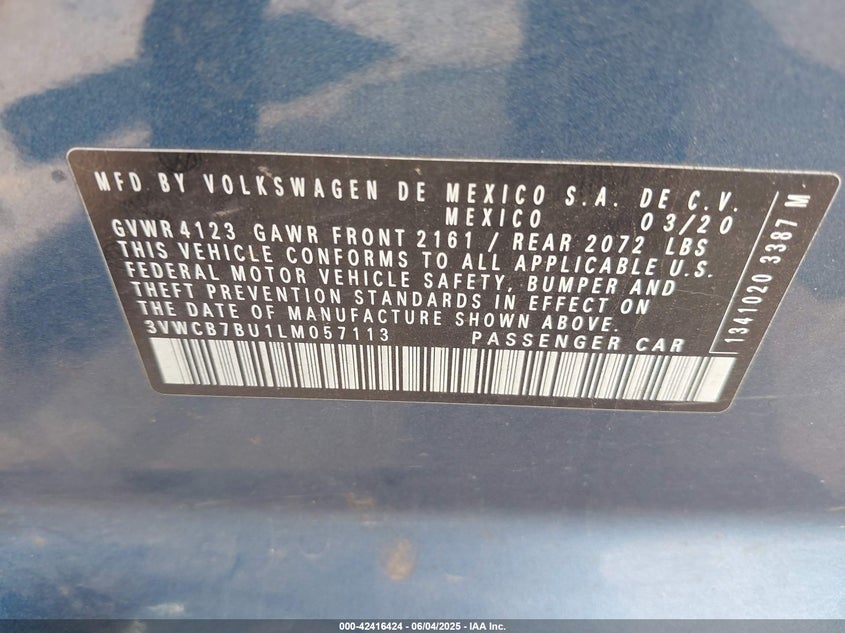 MFD. BY VOLKSWAGEN DE MEXICO S.A. DE C.V.
MEXICO 03/20
GVWR 4123 GAWR FRONT 2161 / REAR 2072 LBS
THIS VEHICLE CONFORMS TO ALL APPLICABLE U.S.
FEDERAL MOTOR VEHICLE SAFETY, BUMPER AND
THEFT PREVENTION STANDARDS IN EFFECT ON
THE DATE OF MANUFACTURE SHOWN ABOVE.
3VWCB7BU1LM057113 PASSENGER CAR
1341020 3387 M
000-42416424 - 06/04/2025 - IAA Inc.